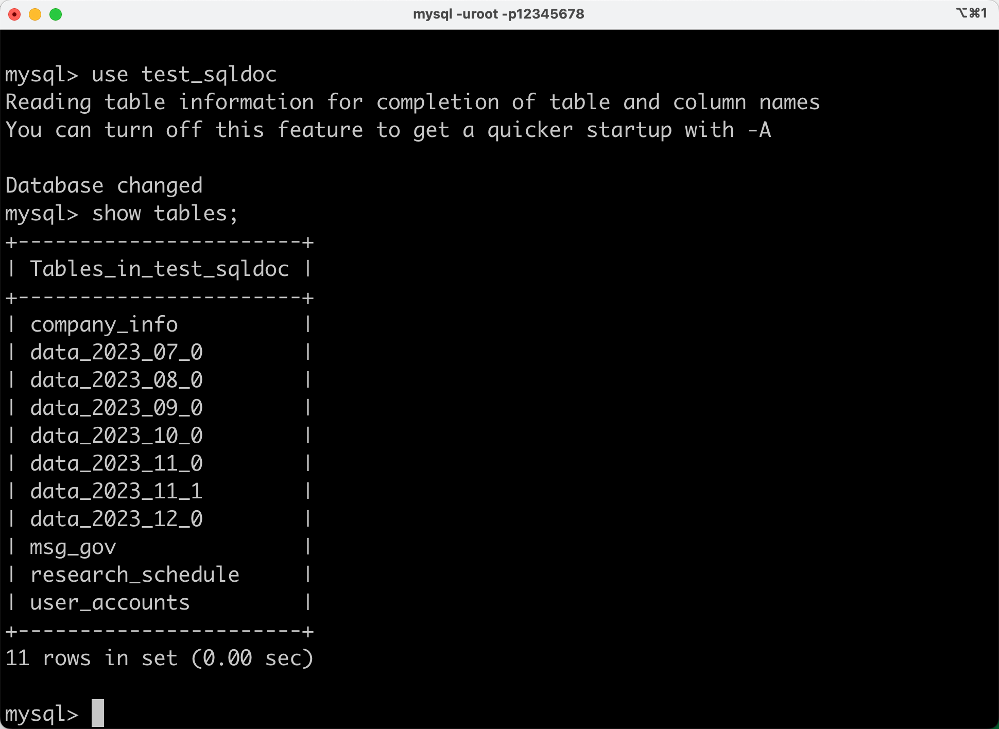 mysql -uroot -p12345678
⌥⌘1
mysql> use test_sqldoc
Reading table information for completion of table and column names
You can turn off this feature to get a quicker startup with -A
Database changed
mysql> show tables;
+-----------------------+
| Tables_in_test_sqldoc |
+-----------------------+
| company_info          |
| data_2023_07_0        |
| data_2023_08_0        |
| data_2023_09_0        |
| data_2023_10_0        |
| data_2023_11_0        |
| data_2023_11_1        |
| data_2023_12_0        |
| msg_gov               |
| research_schedule     |
| user_accounts         |
+-----------------------+
11 rows in set (0.00 sec)
mysql>